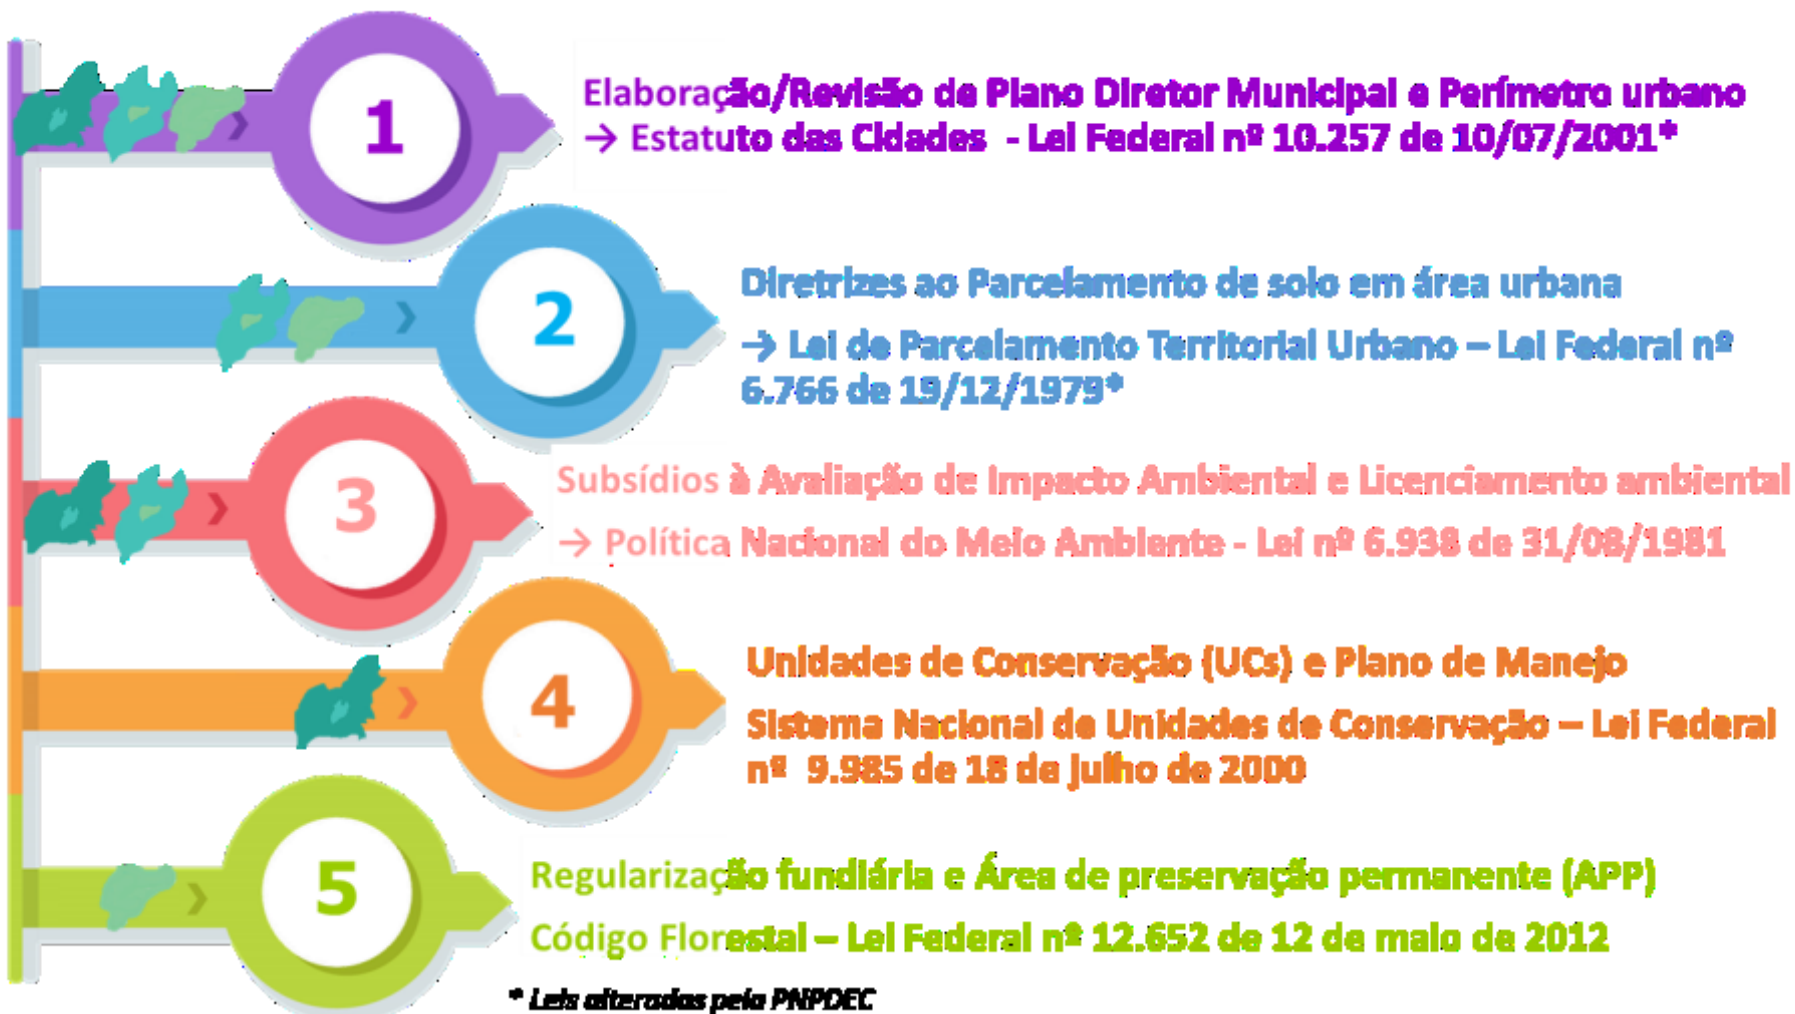 1
Elaboração/Revisão de Plano Diretor Municipal e Perímetro urbano
→ Estatuto das Cidades - Lei Federal nº 10.257 de 10/07/2001*
2
Diretrizes ao Parcelamento de solo em área urbana
→ Lei de Parcelamento Territorial Urbano – Lei Federal nº
6.766 de 19/12/1979*
3
Subsídios à Avaliação de Impacto Ambiental e Licenciamento ambiental
→ Política Nacional do Meio Ambiente - Lei nº 6.938 de 31/08/1981
4
Unidades de Conservação (UCs) e Plano de Manejo
Sistema Nacional de Unidades de Conservação – Lei Federal
nº 9.985 de 18 de julho de 2000
5
Regularização fundiária e Área de preservação permanente (APP)
Código Florestal – Lei Federal nº 12.652 de 12 de maio de 2012
* Leis alteradas pela PNPDEC